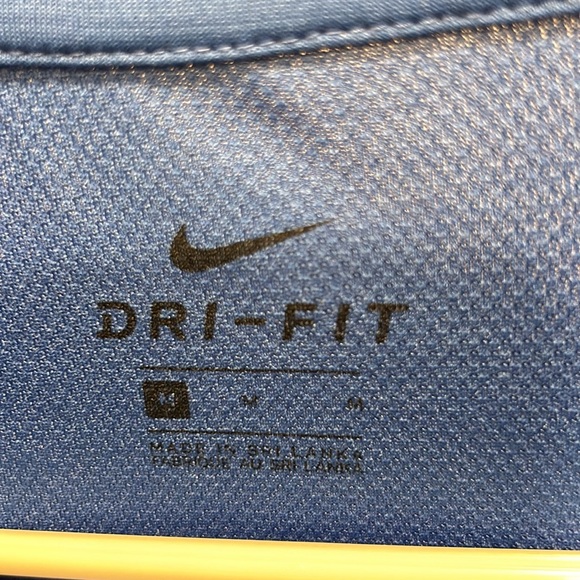 DRI-FIT
M M M
MADE IN SRI LANKA
FABRIQUÉ AU SRI LANKA